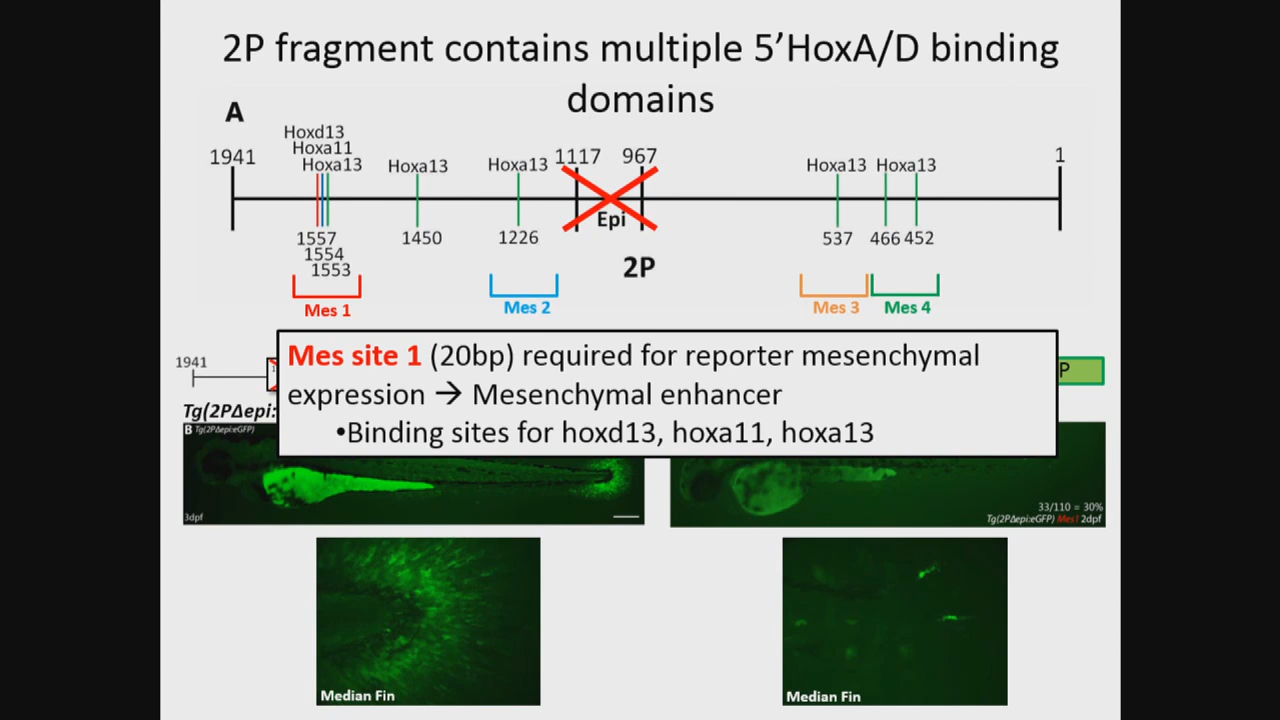 2P fragment contains multiple 5’HoxA/D binding
domains
A
Hoxd13
Hoxa11
1941 Hoxa13 Hoxa13 Hoxa13 1117 967 Hoxa13 Hoxa13 1
Epi
1557 1450 1226 537 466 452
1554
1553
2P
Mes 1 Mes 2 Mes 3 Mes 4
Mes site 1 (20bp) required for reporter mesenchymal
expression → Mesenchymal enhancer
•Binding sites for hoxd13, hoxa11, hoxa13
1941
P
Tg(2PΔepi:
B Tg(2PΔepi:eGFP)
3dpf
33/110 = 30%
Tg(2PΔepi:eGFP) Mes1 2dpf
Median Fin
Median Fin